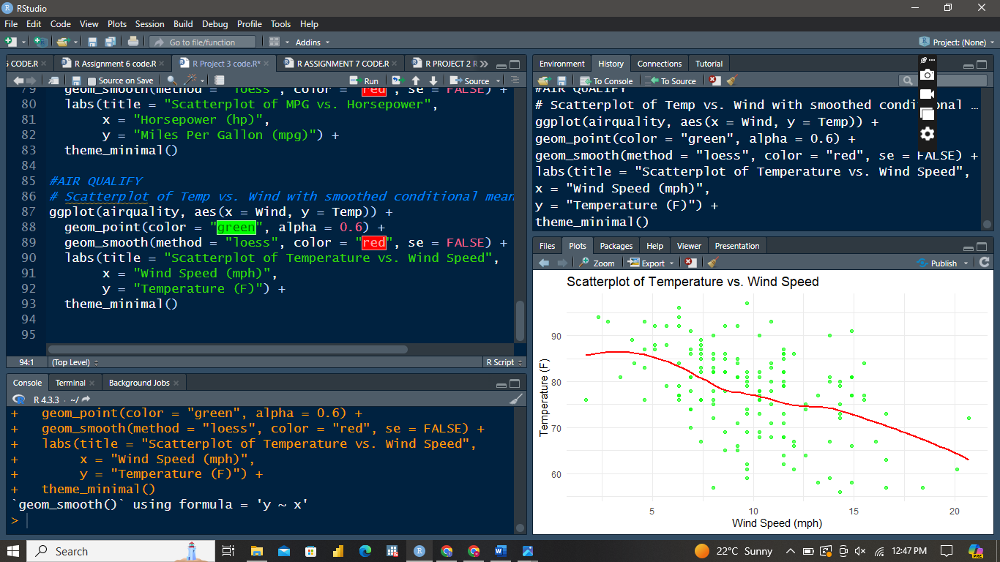 RStudio
File Edit Code View Plots Session Build Debug Profile Tools Help
Go to file/function Addins Project: (None)
5 CODE.R R Assignment 6 code.R R Project 3 code.R* R ASSIGNMENT 7 CODE.R R PROJECT 2 R
Source on Save Run Source
79 geom_smooth(method = "loess", color = "red", se = FALSE) +
80 labs(title = "Scatterplot of MPG vs. Horsepower",
81 x = "Horsepower (hp)",
82 y = "Miles Per Gallon (mpg)") +
83 theme_minimal()
84
85 #AIR QUALIFY
86 # Scatterplot of Temp vs. Wind with smoothed conditional mean
87 ggplot(airquality, aes(x = Wind, y = Temp)) +
88 geom_point(color = "green", alpha = 0.6) +
89 geom_smooth(method = "loess", color = "red", se = FALSE) +
90 labs(title = "Scatterplot of Temperature vs. Wind Speed",
91 x = "Wind Speed (mph)",
92 y = "Temperature (F)") +
93 theme_minimal()
94
95
94:1 (Top Level) R Script
Console Terminal Background Jobs
R 4.3.3 · ~/
+ geom_point(color = "green", alpha = 0.6) +
+ geom_smooth(method = "loess", color = "red", se = FALSE) +
+ labs(title = "Scatterplot of Temperature vs. Wind Speed",
+ x = "Wind Speed (mph)",
+ y = "Temperature (F)") +
+ theme_minimal()
`geom_smooth()` using formula = 'y ~ x'
>
Environment History Connections Tutorial
To Console To Source
#AIR QUALIFY
# Scatterplot of Temp vs. Wind with smoothed conditional …
ggplot(airquality, aes(x = Wind, y = Temp)) +
geom_point(color = "green", alpha = 0.6) +
geom_smooth(method = "loess", color = "red", se = FALSE) +
labs(title = "Scatterplot of Temperature vs. Wind Speed",
x = "Wind Speed (mph)",
y = "Temperature (F)") +
theme_minimal()
Files Plots Packages Help Viewer Presentation
Zoom Export Publish
Scatterplot of Temperature vs. Wind Speed
Temperature (F)
90
80
70
60
5 10 15 20
Wind Speed (mph)
Search 22°C Sunny 12:47 PM PRE